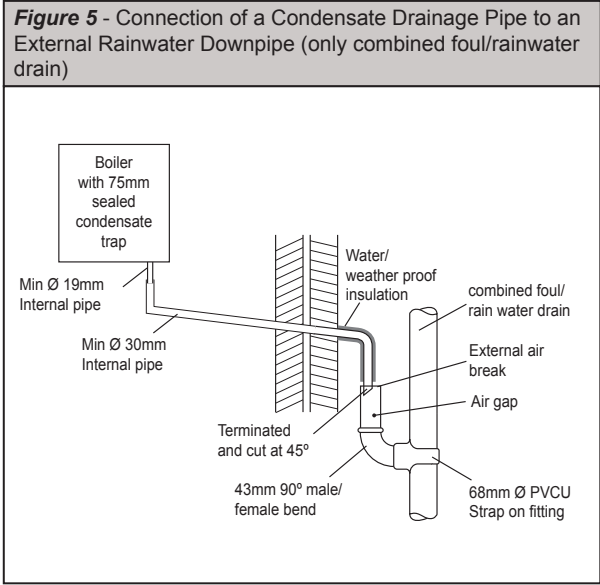 Figure 5 - Connection of a Condensate Drainage Pipe to an
External Rainwater Downpipe (only combined foul/rainwater
drain)
Boiler
with 75mm
sealed
condensate
trap
Min Ø 19mm
Internal pipe
Min Ø 30mm
Internal pipe
Water/
weather proof
insulation
combined foul/
rain water drain
External air
break
Air gap
Terminated
and cut at 45º
43mm 90º male/
female bend
68mm Ø PVCU
Strap on fitting